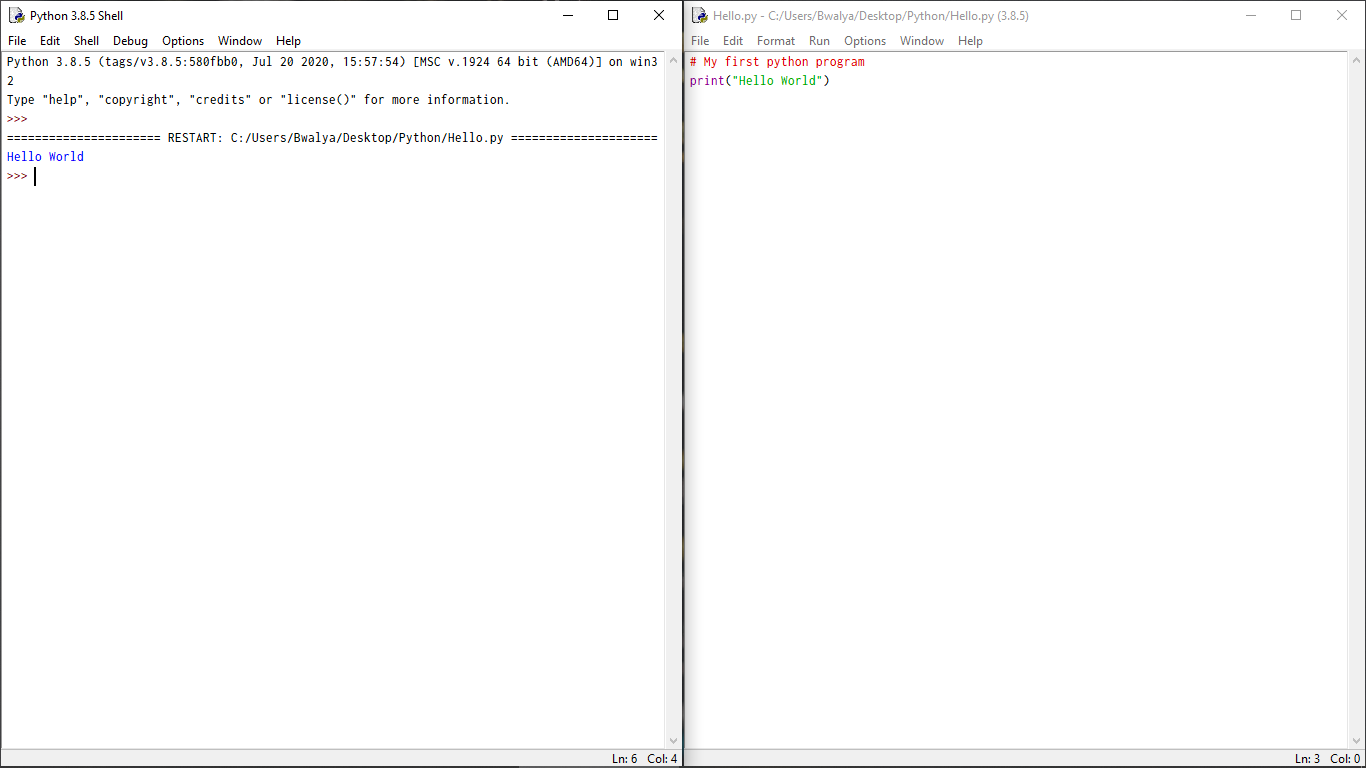 Python 3.8.5 Shell
File Edit Shell Debug Options Window Help
Python 3.8.5 (tags/v3.8.5:580fbb0, Jul 20 2020, 15:57:54) [MSC v.1924 64 bit (AMD64)] on win3
2
Type "help", "copyright", "credits" or "license()" for more information.
>>>
====================== RESTART: C:/Users/Bwalya/Desktop/Python/Hello.py =====================
Hello World
>>>
Ln: 6 Col: 4
Hello.py - C:/Users/Bwalya/Desktop/Python/Hello.py (3.8.5)
File Edit Format Run Options Window Help
# My first python program
print("Hello World")
Ln: 3 Col: 0